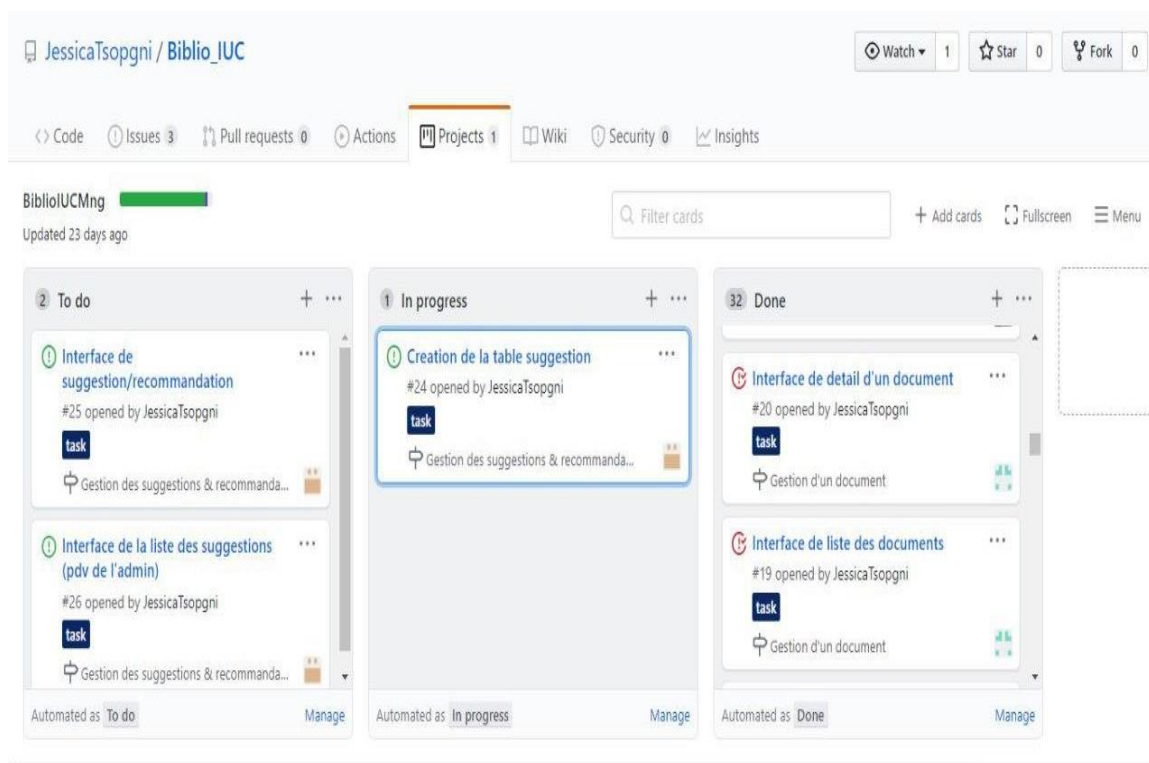 JessicaTsopgni / Biblio_IUC
Watch 1 Star 0 Fork 0
<> Code Issues 3 Pull requests 0 Actions Projects 1 Wiki Security 0 Insights
BiblioIUCMng
Updated 23 days ago
Filter cards
+ Add cards Fullscreen Menu
2 To do + ...
Interface de ...
suggestion/recommandation
#25 opened by JessicaTsopgni
task
Gestion des suggestions & recommanda...
Interface de la liste des suggestions ...
(pdv de l'admin)
#26 opened by JessicaTsopgni
task
Gestion des suggestions & recommanda...
Automated as To do Manage
1 In progress + ...
Creation de la table suggestion ...
#24 opened by JessicaTsopgni
task
Gestion des suggestions & recommanda...
Automated as In progress Manage
32 Done + ...
Interface de detail d'un document ...
#20 opened by JessicaTsopgni
task
Gestion d'un document
Interface de liste des documents ...
#19 opened by JessicaTsopgni
task
Gestion d'un document
Automated as Done Manage